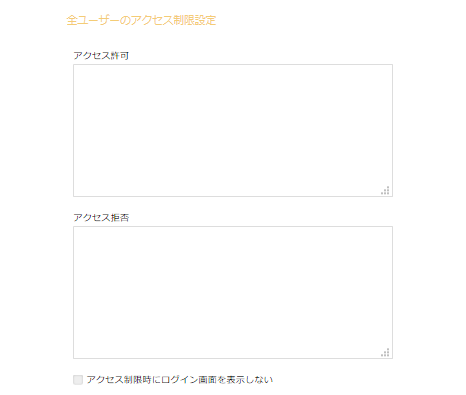 全ユーザーのアクセス制限設定
アクセス許可
アクセス拒否
アクセス制限時にログイン画面を表示しない